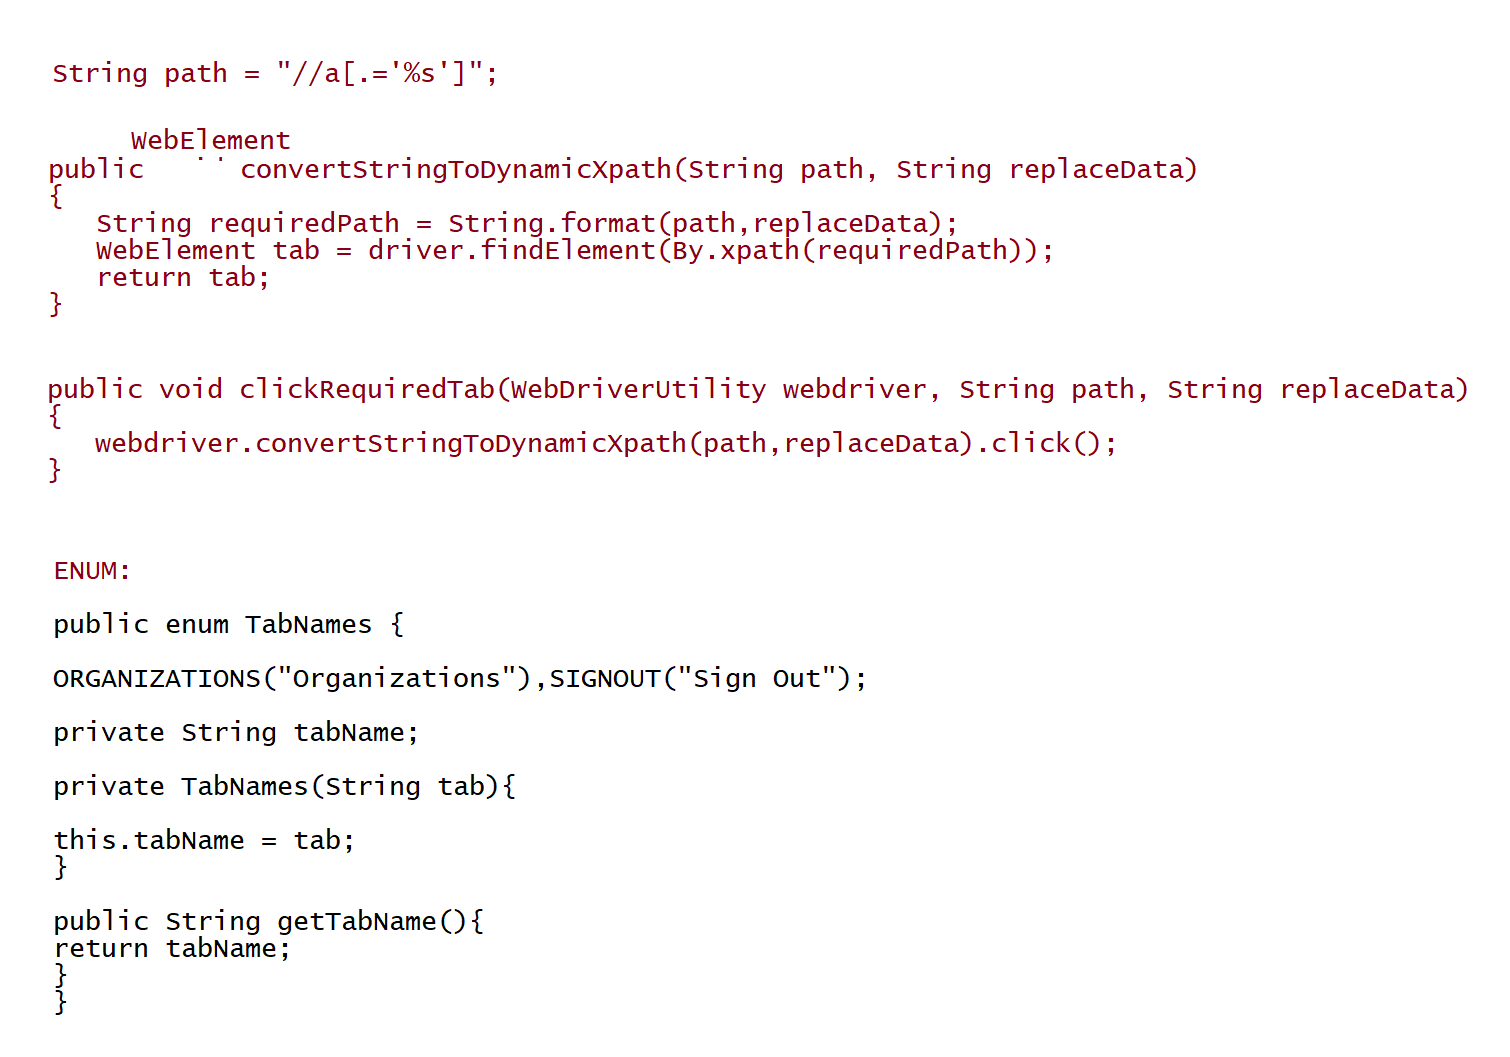 String path = "//a[.='%s']";
WebElement
public convertStringToDynamicXpath(String path, String replaceData)
{
String requiredPath = String.format(path,replaceData);
WebElement tab = driver.findElement(By.xpath(requiredPath));
return tab;
}
public void clickRequiredTab(WebDriverUtility webdriver, String path, String replaceData)
{
webdriver.convertStringToDynamicXpath(path,replaceData).click();
}
ENUM:
public enum TabNames {
ORGANIZATIONS("Organizations"),SIGNOUT("Sign Out");
private String tabName;
private TabNames(String tab){
this.tabName = tab;
}
public String getTabName(){
return tabName;
}
}